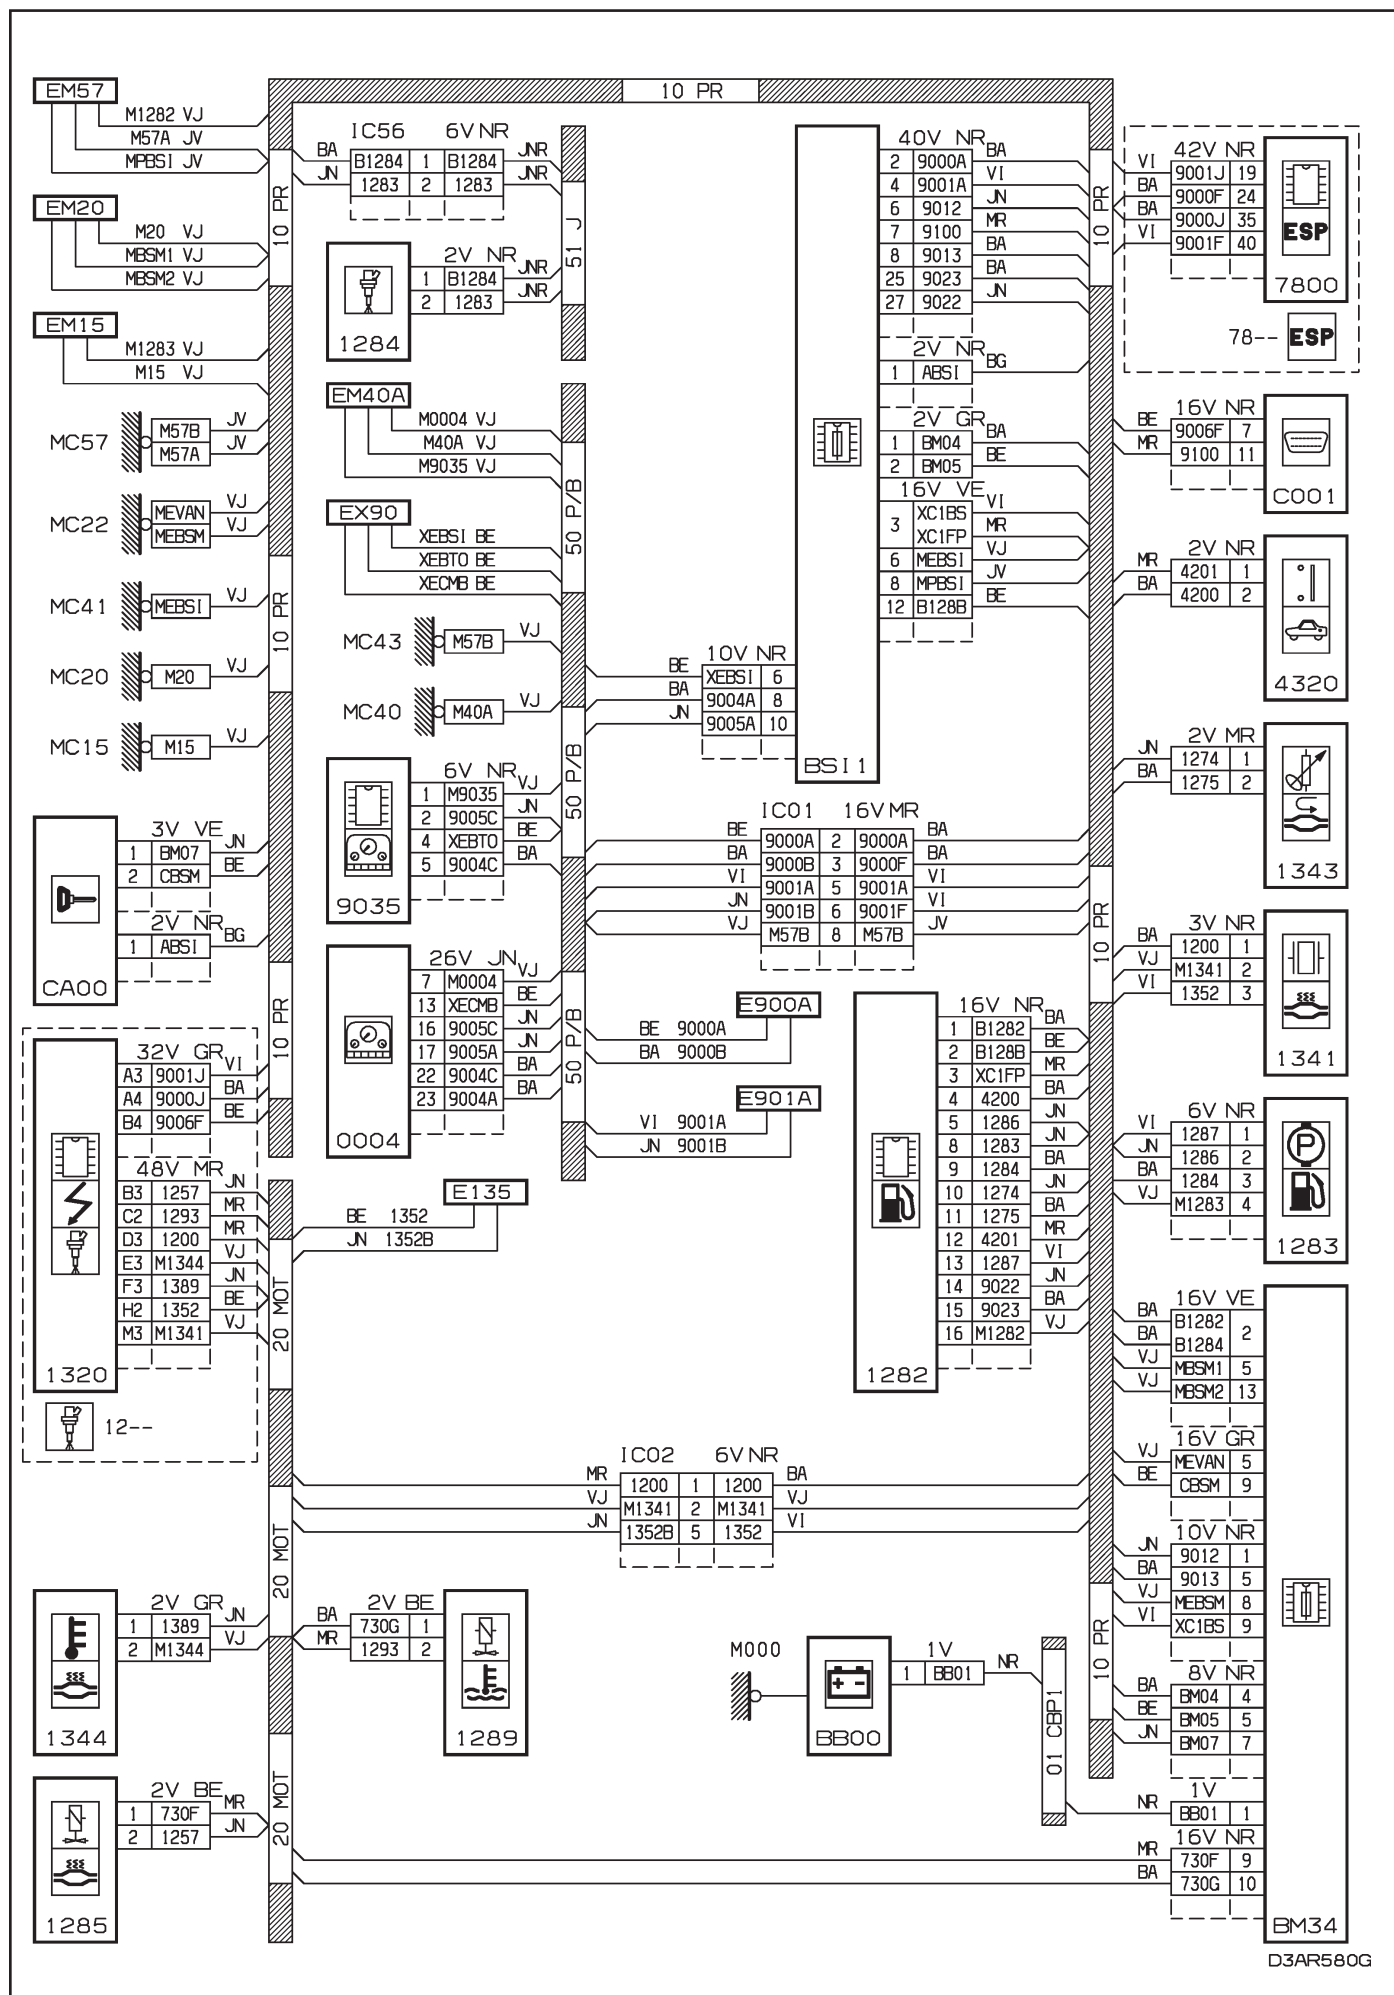 10 PR
EM57
M1282 VJ
M57A JV
MPBSI JV
EM20
M20 VJ
MBSM1 VJ
MBSM2 VJ
EM15
M1283 VJ
M15 VJ
MC57
M57B JV
M57A JV
MC22
MEVAN VJ
MEBSM VJ
MC41
MEBSI VJ
MC20
M20 VJ
MC15
M15 VJ
10 PR
10 PR
10 PR
CA00
3V VE
1 BM07 JN
2 CBSM BE
2V NR
1 ABSI BG
1320
32V GR
A3 9001J VI
A4 9000J BA
B4 9006F BE
48V MR
B3 1257 JN
C2 1293 MR
D3 1200 MR
E3 M1344 VJ
F3 1389 JN
H2 1352 BE
M3 M1341 VJ
12--
20 MOT
20 MOT
20 MOT
1344
2V GR
1 1389 JN
2 M1344 VJ
1285
2V BE
1 730F MR
2 1257 JN
IC56 6V NR
BA B1284 1 B1284 JNR
JN 1283 2 1283 JNR
51 J
1284
2V NR
1 B1284 JNR
2 1283 JNR
EM40A
M0004 VJ
M40A VJ
M9035 VJ
EX90
XEBSI BE
XEBTO BE
XECMB BE
MC43
M57B VJ
MC40
M40A VJ
50 P/B
50 P/B
50 P/B
9035
6V NR
1 M9035 VJ
2 9005C JN
4 XEBTO BE
5 9004C BA
0004
26V JN
7 M0004 VJ
13 XECMB BE
16 9005C JN
17 9005A JN
22 9004C BA
23 9004A BA
E135
BE 1352
JN 1352B
BSI1
40V NR
2 9000A BA
4 9001A VI
6 9012 JN
7 9100 MR
8 9013 BA
25 9023 BA
27 9022 JN
2V NR
1 ABSI BG
2V GR
1 BM04 BA
2 BM05 BE
16V VE
3 XC1BS VI
XC1FP MR
6 MEBSI VJ
8 MPBSI JV
12 B128B BE
10V NR
BE XEBSI 6
BA 9004A 8
JN 9005A 10
IC01 16V MR
BE 9000A 2 9000A BA
BA 9000B 3 9000F BA
VI 9001A 5 9001A VI
JN 9001B 6 9001F VI
VJ M57B 8 M57B JV
E900A
BE 9000A
BA 9000B
E901A
VI 9001A
JN 9001B
1282
16V NR
1 B1282 BA
2 B128B BE
3 XC1FP MR
4 4200 BA
5 1286 JN
8 1283 JN
9 1284 BA
10 1274 JN
11 1275 BA
12 4201 MR
13 1287 VI
14 9022 JN
15 9023 BA
16 M1282 VJ
IC02 6V NR
MR 1200 1 1200 BA
VJ M1341 2 M1341 VJ
JN 1352B 5 1352 VI
1289
2V BE
BA 730G 1
MR 1293 2
M000
BB00
1V
1 BB01 NR
01 CBP1
10 PR
10 PR
10 PR
7800
ESP
42V NR
VI 9001J 19
BA 9000F 24
BA 9000J 35
VI 9001F 40
78-- ESP
C001
16V NR
BE 9006F 7
MR 9100 11
4320
2V NR
MR 4201 1
BA 4200 2
1343
2V MR
JN 1274 1
BA 1275 2
1341
3V NR
BA 1200 1
VJ M1341 2
VI 1352 3
1283
P
6V NR
VI 1287 1
JN 1286 2
BA 1284 3
VJ M1283 4
16V VE
BA B1282 2
BA B1284
VJ MBSM1 5
VJ MBSM2 13
16V GR
VJ MEVAN 5
BE CBSM 9
10V NR
JN 9012 1
BA 9013 5
VJ MEBSM 8
VI XC1BS 9
8V NR
BA BM04 4
BE BM05 5
JN BM07 7
1V
NR BB01 1
16V NR
MR 730F 9
BA 730G 10
BM34
D3AR580G